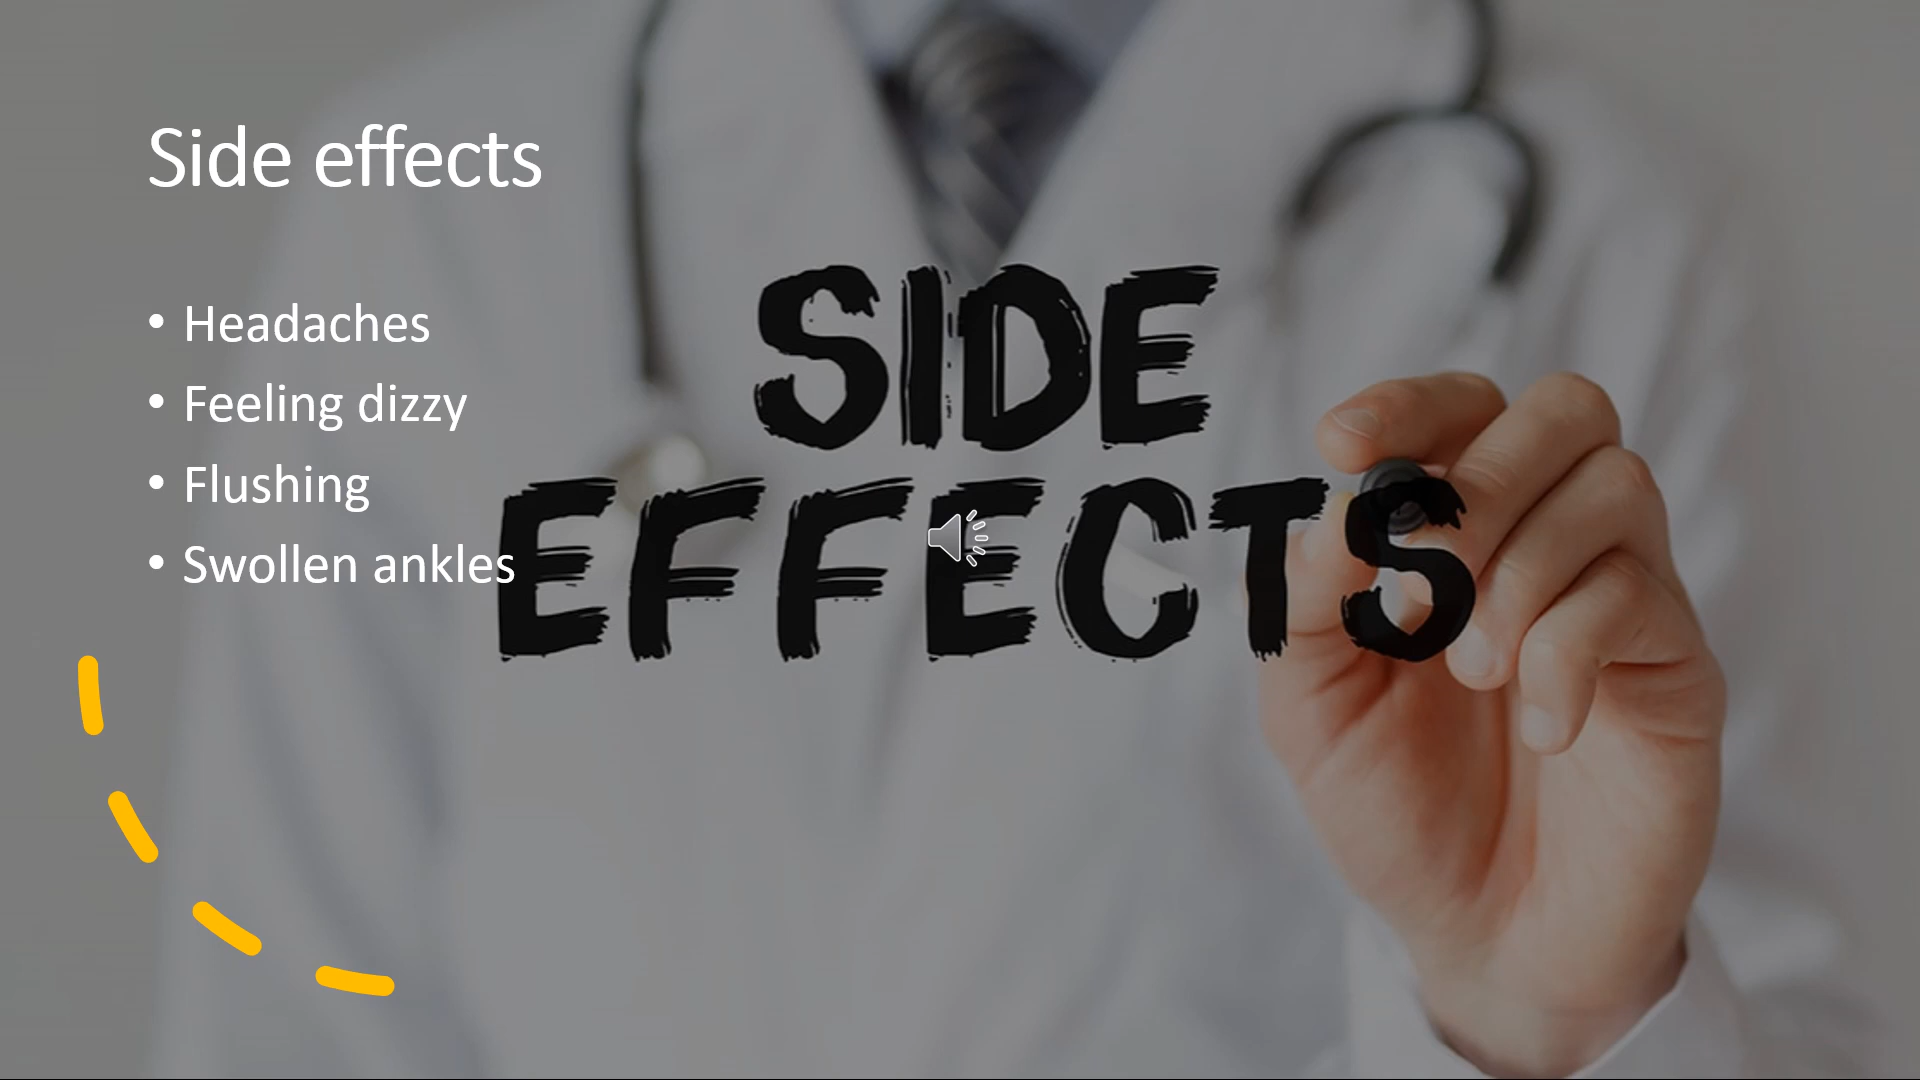 Side effects
• Headaches
• Feeling dizzy
• Flushing
• Swollen ankles
SIDE
EFFECTS